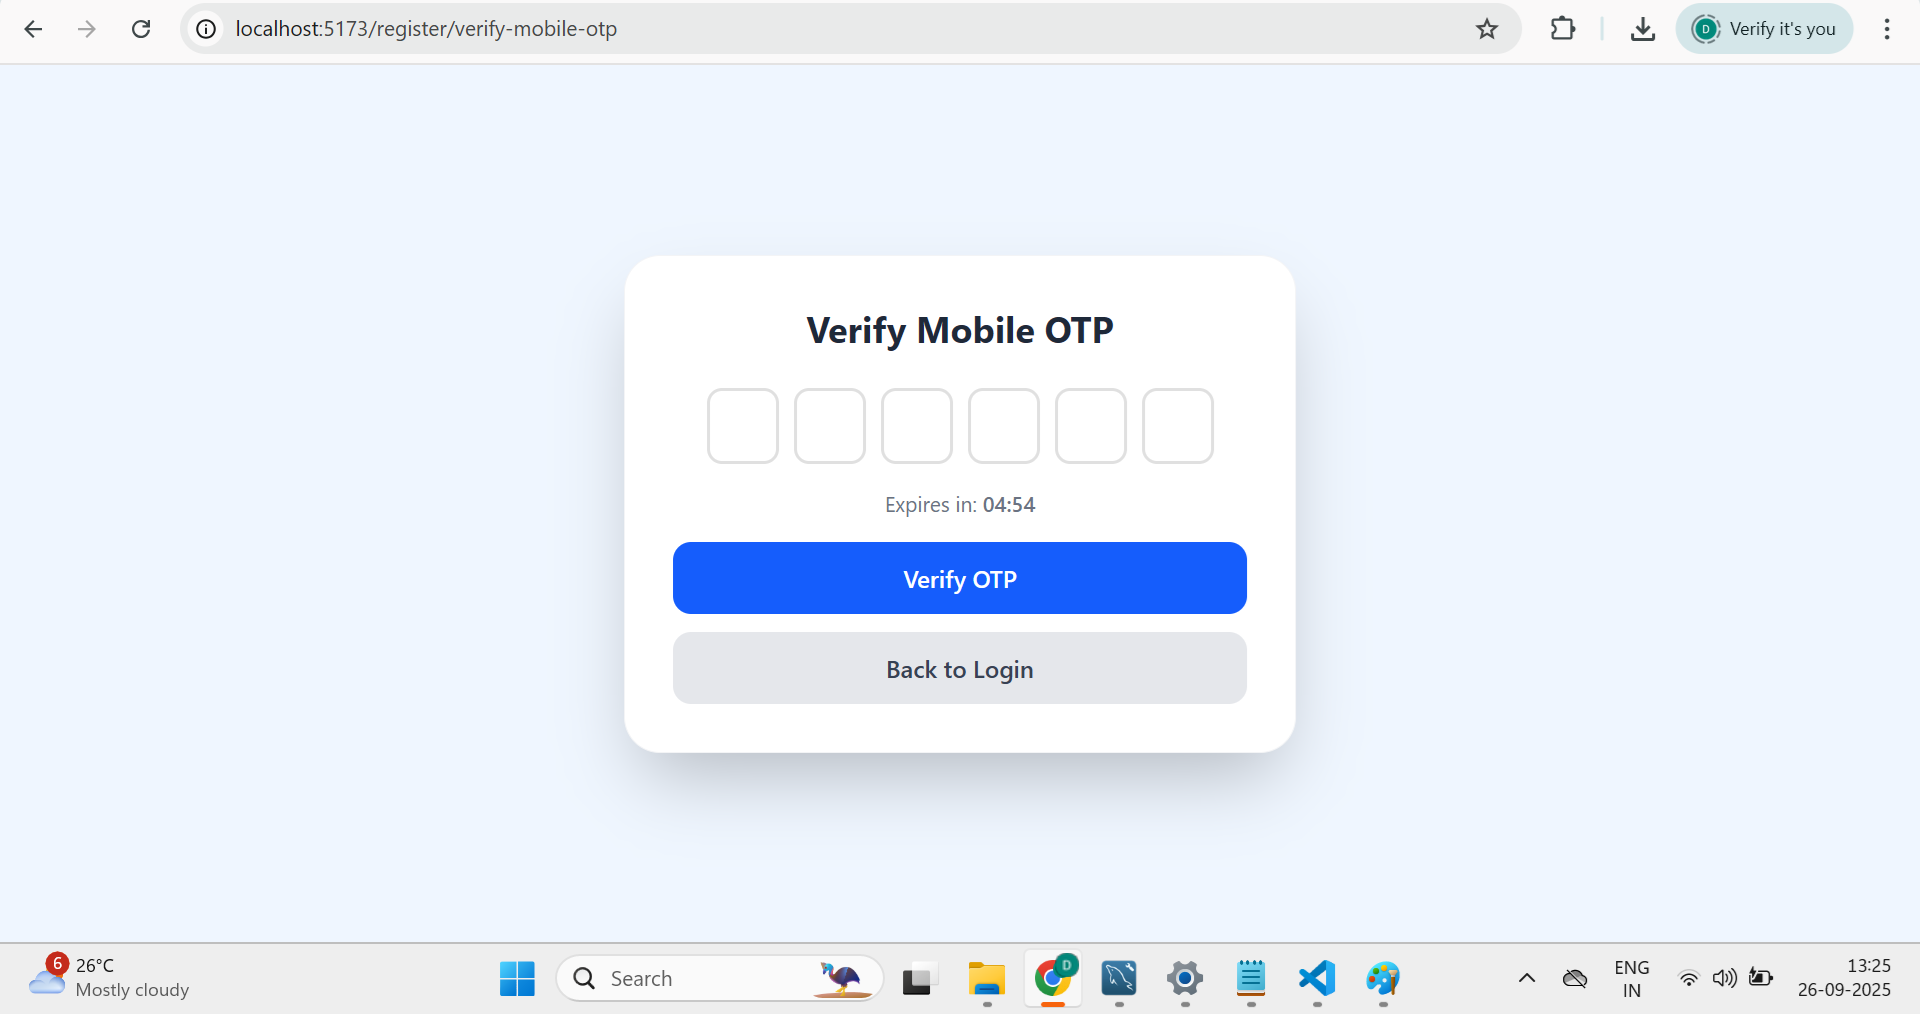 localhost:5173/register/verify-mobile-otp
D
Verify it's you
Verify Mobile OTP
Expires in: 04:54
Verify OTP
Back to Login
6
26°C
Mostly cloudy
Search
D
ENG
IN
13:25
26-09-2025